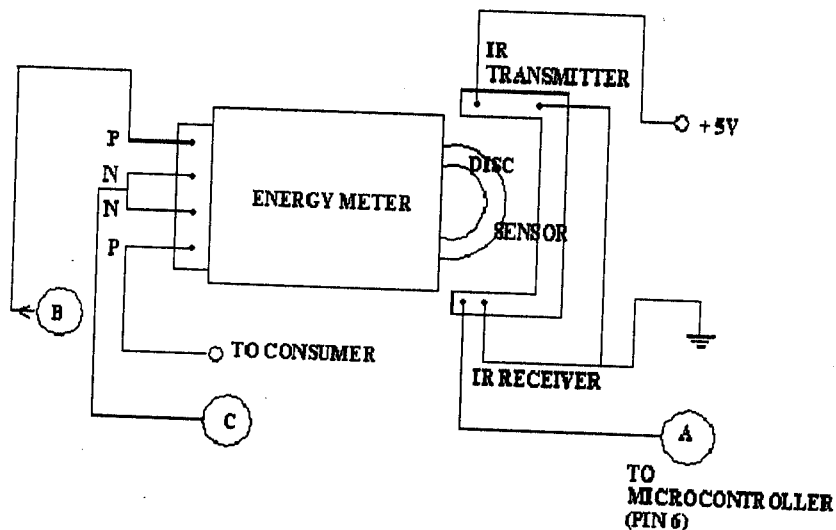 IR
TRANSMITTER
+5V
P
N
N
P
ENERGY METER
DISC
SENSOR
B
TO CONSUMER
C
IR RECEIVER
A
TO
MICROCONTROLLER
(PIN 6)